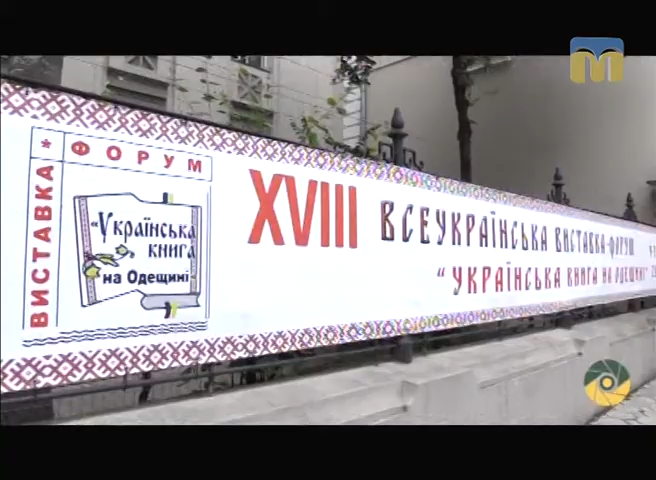 ВИСТАВКА * ФОРУМ
"Українська
книга
на Одещині"
XVIII ВСЕУКРАЇНСЬКА ВИСТАВКА-ФОРУМ
"УКРАЇНСЬКА КНИГА НА ОДЕЩИНІ"